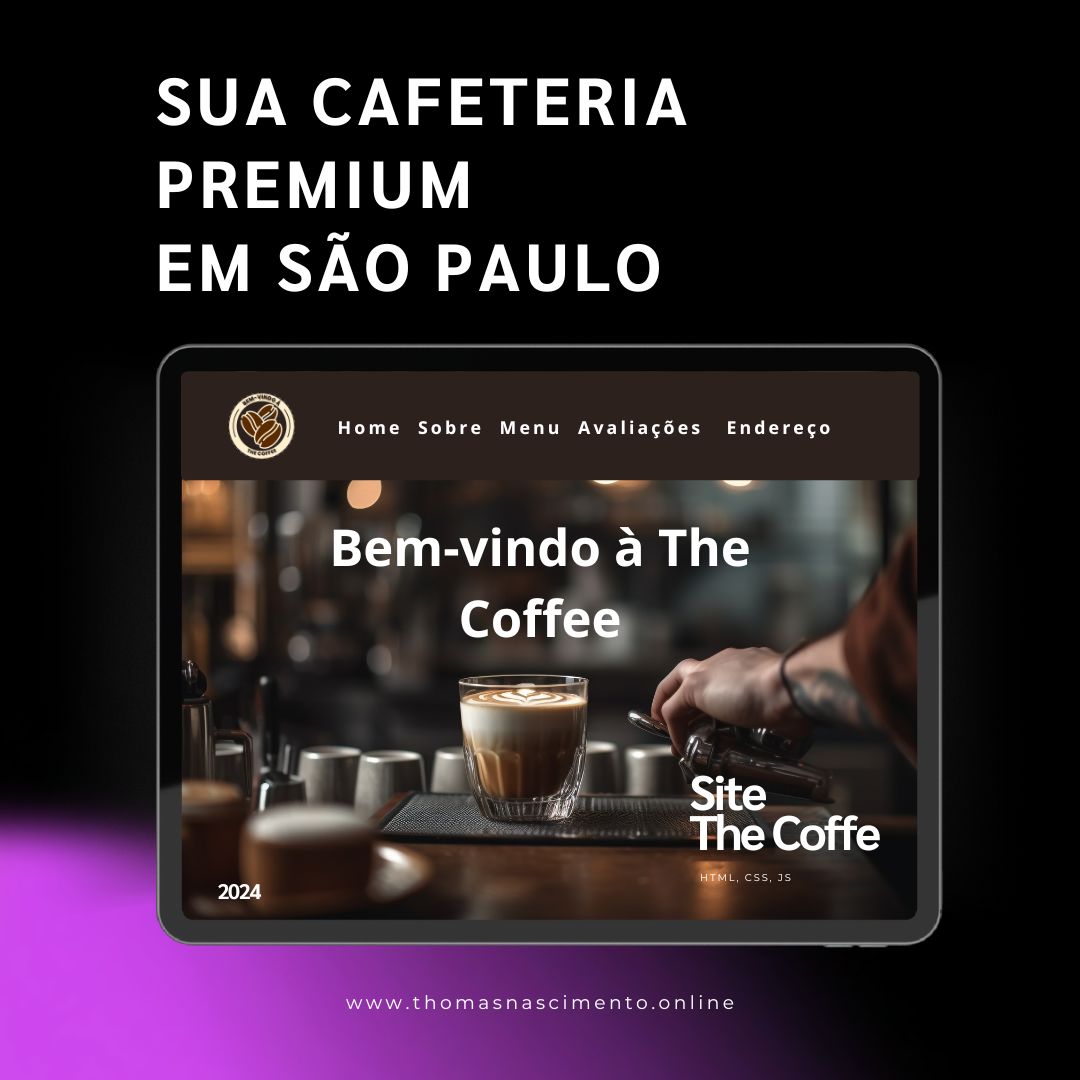 SUA CAFETERIA
PREMIUM
EM SÃO PAULO
BEM-VINDO À
THE COFFEE
Home Sobre Menu Avaliações Endereço
Bem-vindo à The
Coffee
Site
The Coffe
HTML, CSS, JS
2024
www.thomasnascimento.online